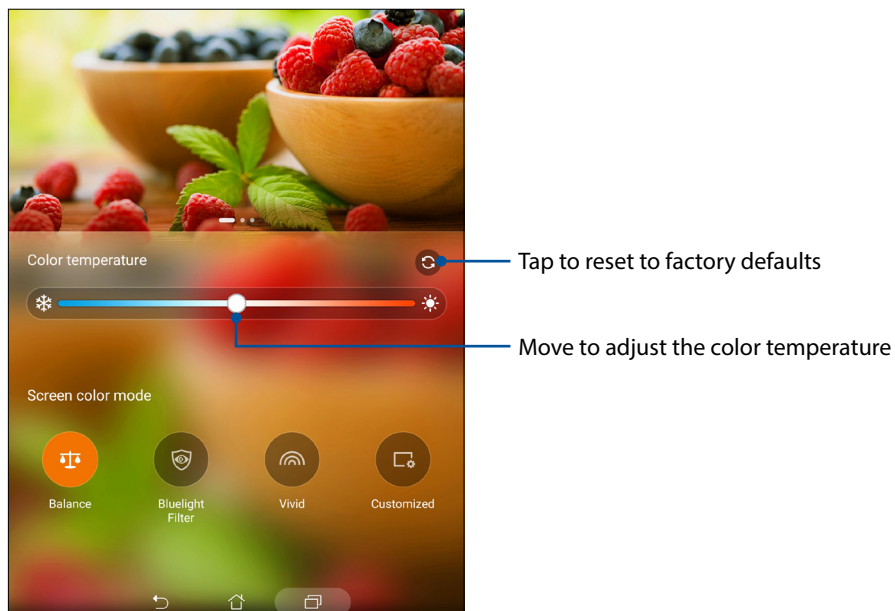 Color temperature
Tap to reset to factory defaults
Move to adjust the color temperature
Screen color mode
Balance
Bluelight
Filter
Vivid
Customized